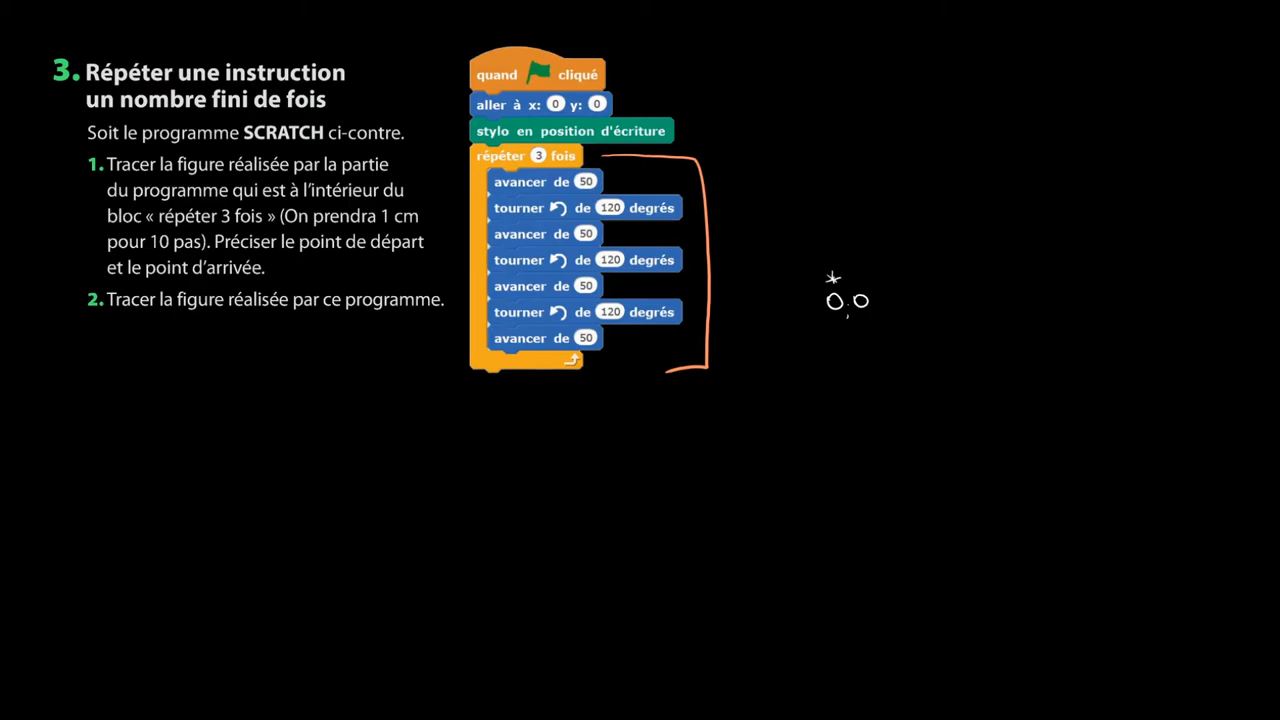 3. Répéter une instruction
un nombre fini de fois
Soit le programme SCRATCH ci-contre.
1. Tracer la figure réalisée par la partie
du programme qui est à l’intérieur du
bloc « répéter 3 fois » (On prendra 1 cm
pour 10 pas). Préciser le point de départ
et le point d’arrivée.
2. Tracer la figure réalisée par ce programme.
quand cliqué
aller à x: 0 y: 0
stylo en position d'écriture
répéter 3 fois
avancer de 50
tourner de 120 degrés
avancer de 50
tourner de 120 degrés
avancer de 50
tourner de 120 degrés
avancer de 50
*
0,0